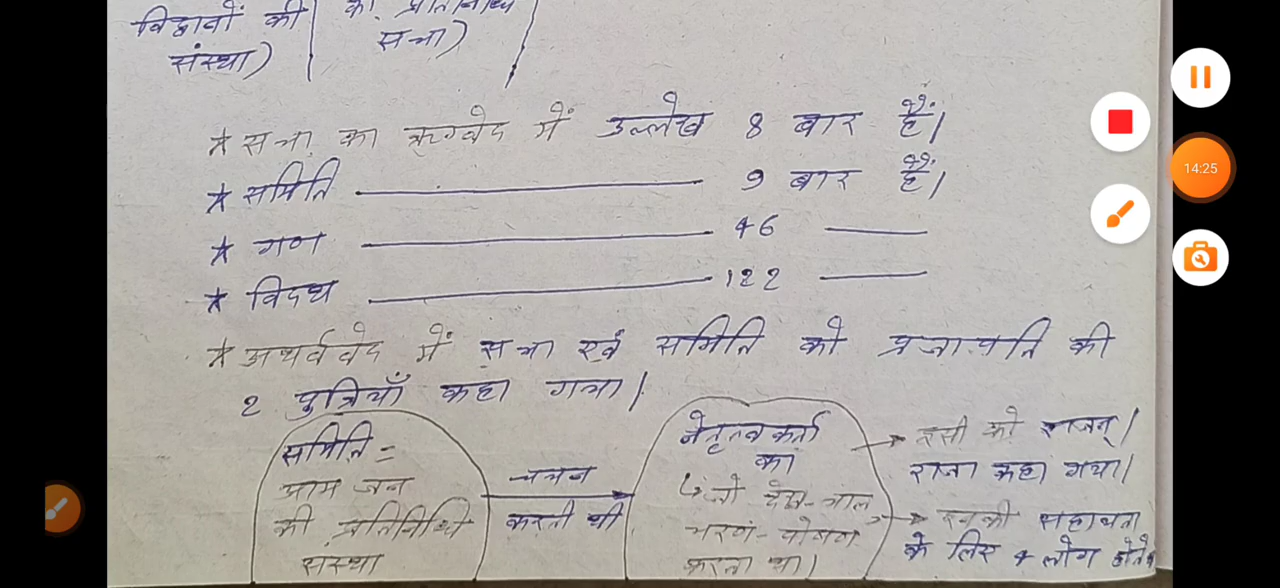 विद्वानों की
संस्था)
की प्रतिनिधि
सभा)
★ सभा का ऋग्वेद में उल्लेख 8 बार हैं।
★ समिति ———— 9 बार हैं।
★ गण ———— 46 ——
★ विदथ ———— 122 ——
★ अथर्ववेद में सभा एवं समिति को प्रजापति की
2 पुत्रियाँ कहा गया।
समिति =
आम जन
की प्रतिनिधि
संस्था
चयन
करती थी
नेतृत्वकर्ता
का
जो देख-भाल
भरण-पोषण
करता था।
→ इसी को राजन्/
राजा कहा गया।
→ इनकी सहायता
के लिए 4 लोग होते थे
14:25